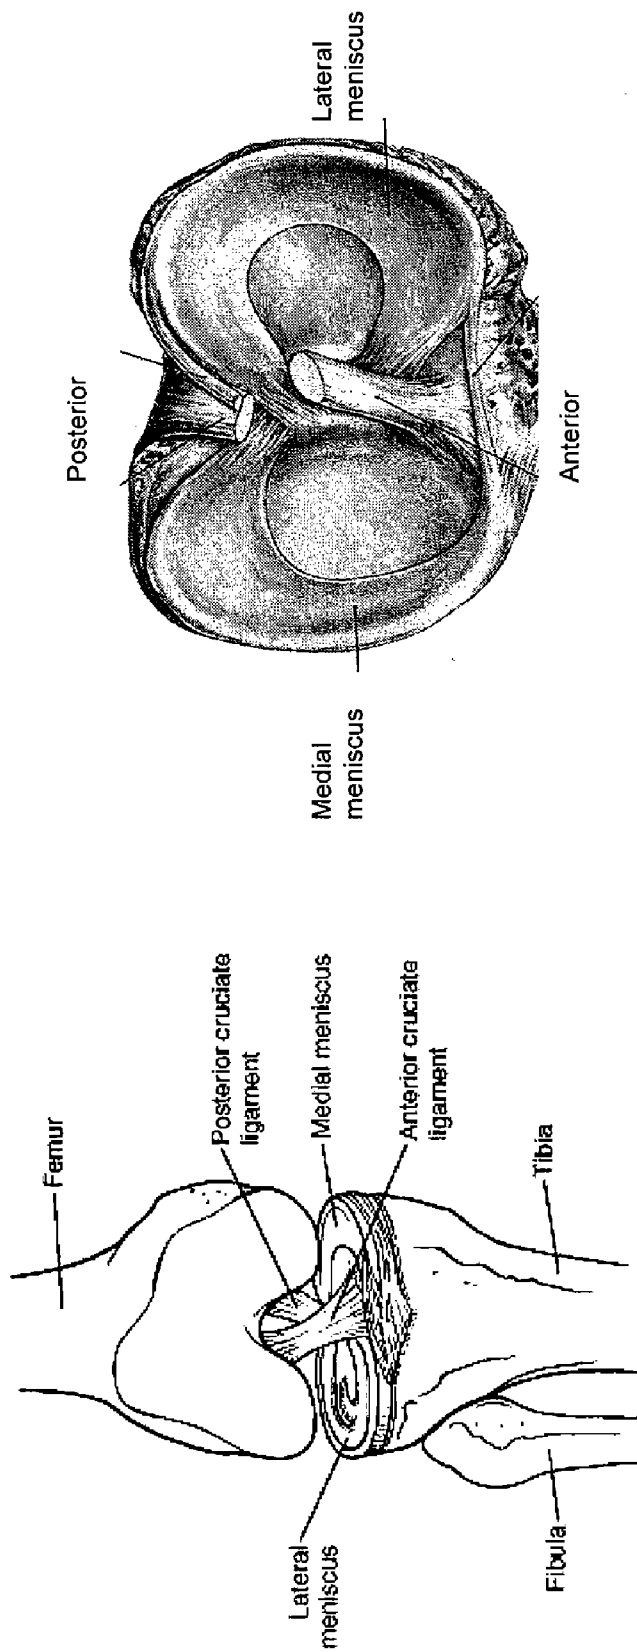 Femur
Posterior cruciate
ligament
Medial meniscus
Anterior cruciate
ligament
Tibia
Lateral
meniscus
Fibula
Posterior
Medial
meniscus
Lateral
meniscus
Anterior